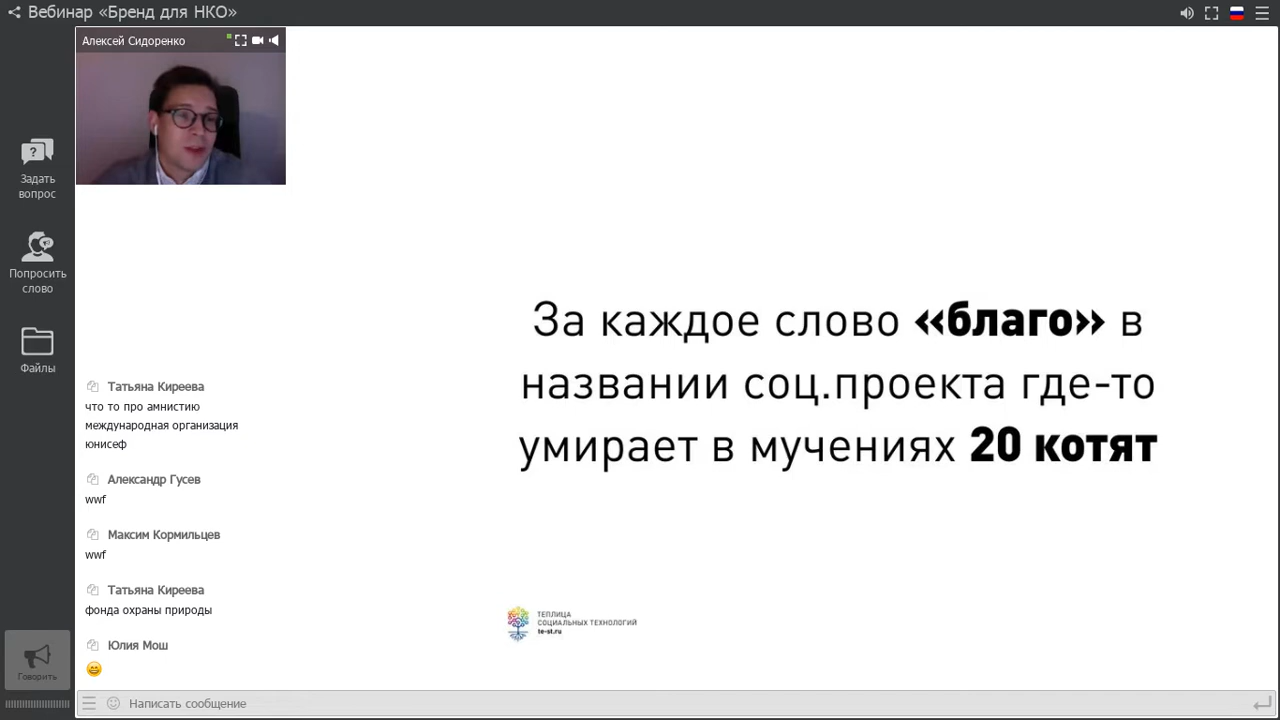 Вебинар «Бренд для НКО»
Алексей Сидоренко
Задать
вопрос
Попросить
слово
Файлы
Говорить
За каждое слово «благо» в
названии соц.проекта где-то
умирает в мучениях 20 котят
ТЕПЛИЦА
СОЦИАЛЬНЫХ ТЕХНОЛОГИЙ
te-st.ru
Татьяна Киреева
что то про амнистию
международная организация
юнисеф
Александр Гусев
wwf
Максим Кормильцев
wwf
Татьяна Киреева
фонда охраны природы
Юлия Мош
Написать сообщение